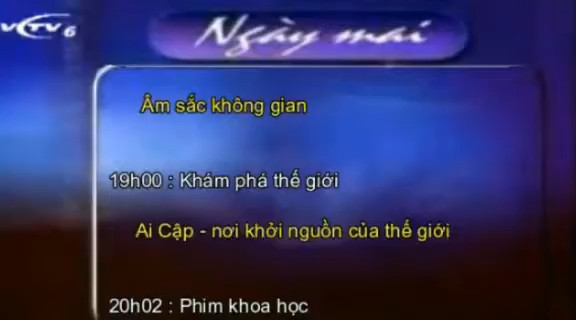 VCTV6
Ngày mai
Âm sắc không gian
19h00 : Khám phá thế giới
Ai Cập - nơi khởi nguồn của thế giới
20h02 : Phim khoa học